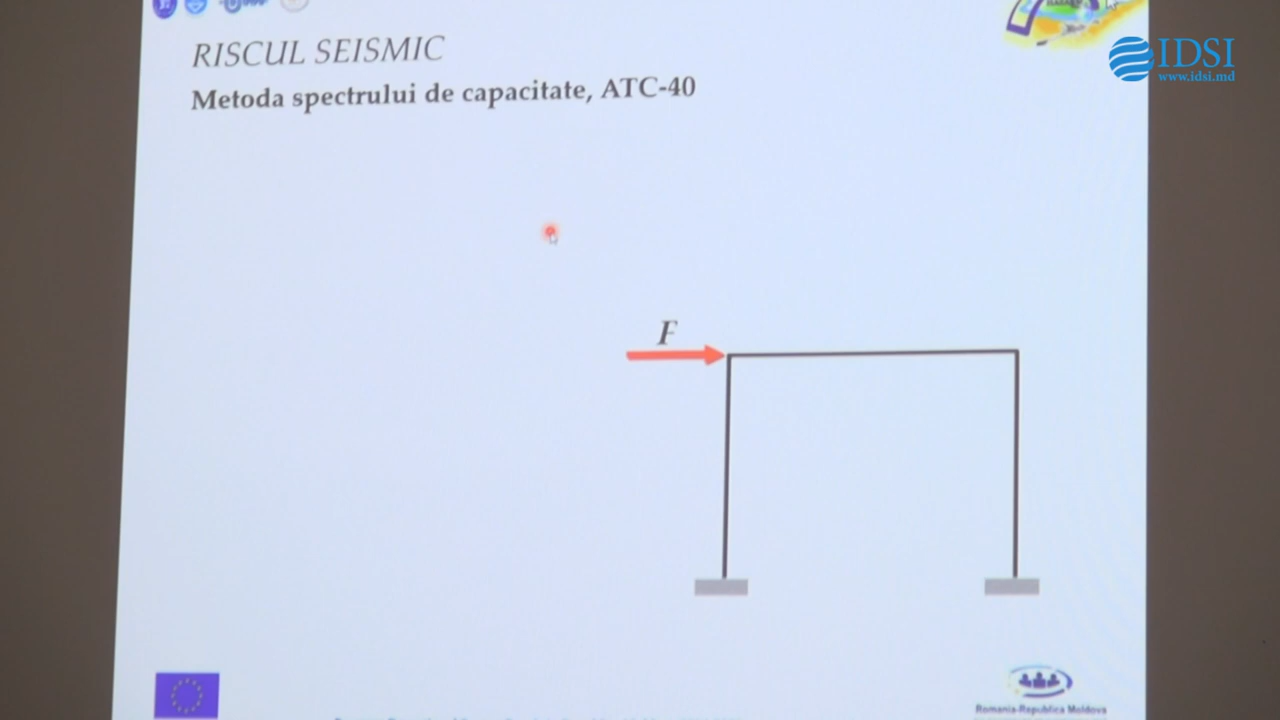 RISCUL SEISMIC
IDSI
www.idsi.md
Metoda spectrului de capacitate, ATC-40
F
Romania-Republica Moldova